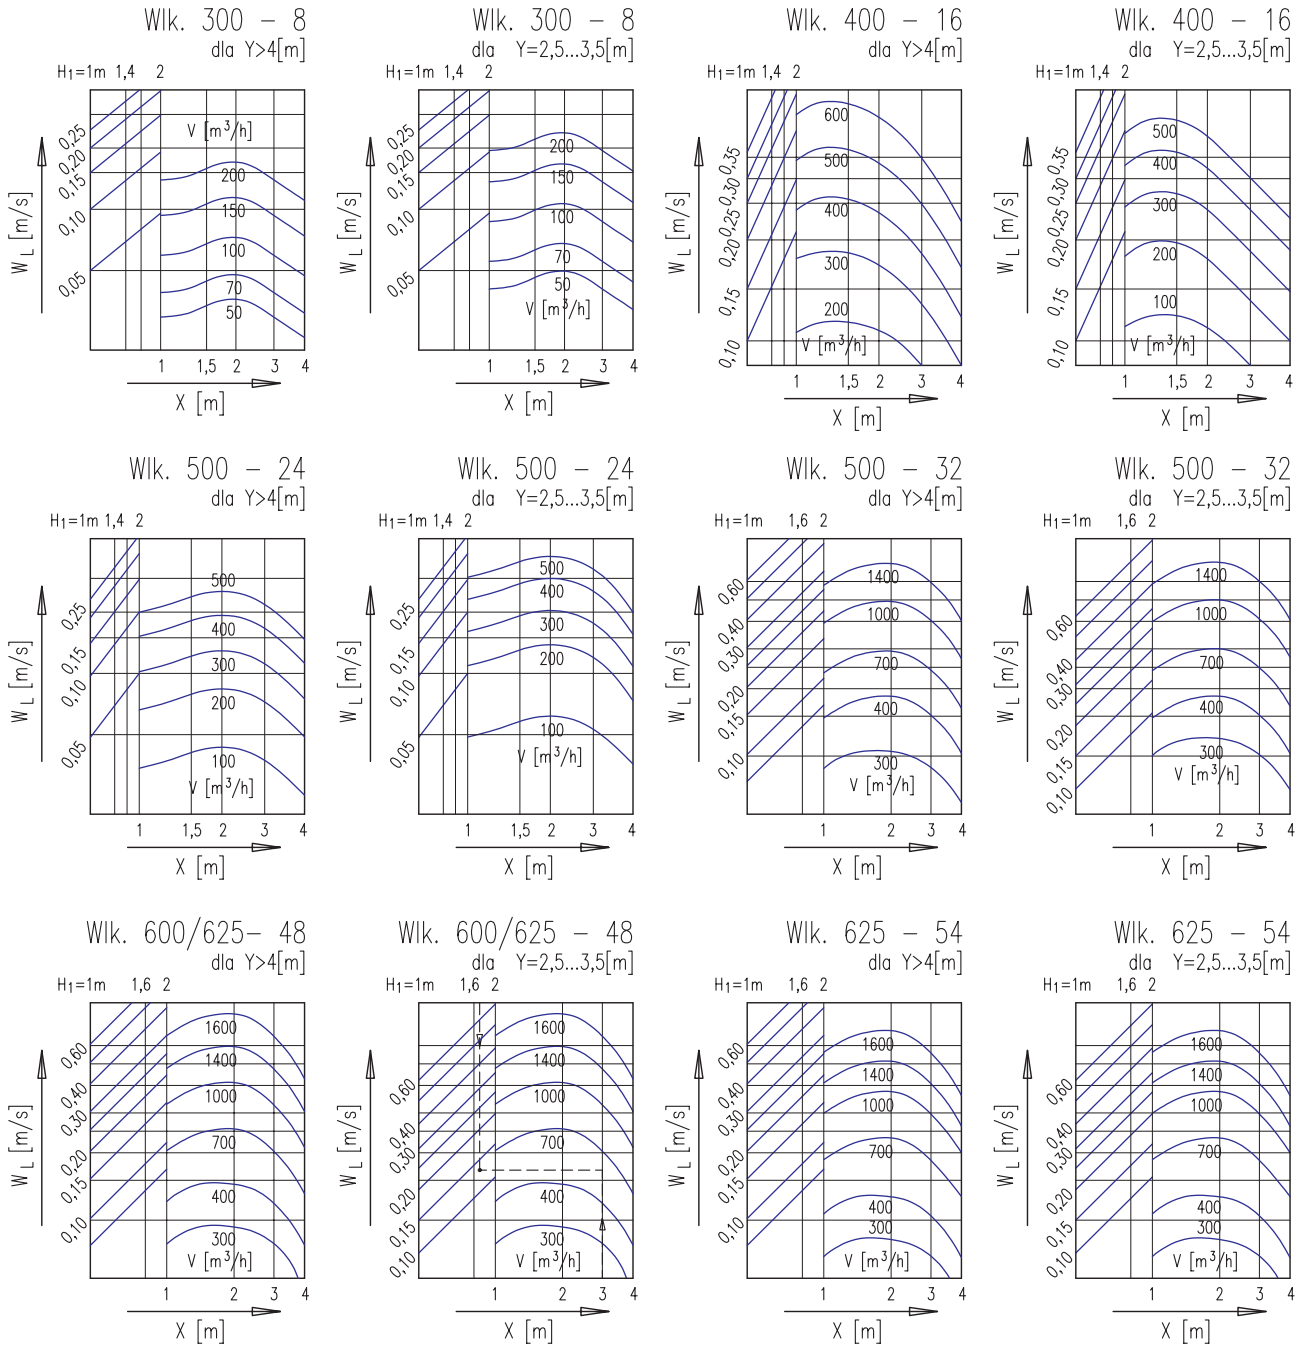 Wlk. 300 - 8
dla Y>4[m]
H1=1m 1,4 2
V [m³/h]
200
150
100
70
50
0,25
0,20
0,15
0,10
0,05
WL [m/s]
1 1,5 2 3 4
X [m]
Wlk. 300 - 8
dla Y=2,5...3,5[m]
H1=1m 1,4 2
200
150
100
70
50
V [m³/h]
0,25
0,20
0,15
0,10
0,05
WL [m/s]
1 1,5 2 3 4
X [m]
Wlk. 400 - 16
dla Y>4[m]
H1=1m 1,4 2
600
500
400
300
200
V [m³/h]
0,35
0,30
0,25
0,20
0,15
0,10
WL [m/s]
1 1,5 2 3 4
X [m]
Wlk. 400 - 16
dla Y=2,5...3,5[m]
H1=1m 1,4 2
500
400
300
200
100
V [m³/h]
0,35
0,30
0,25
0,20
0,15
0,10
WL [m/s]
1 1,5 2 3 4
X [m]
Wlk. 500 - 24
dla Y>4[m]
H1=1m 1,4 2
500
400
300
200
100
V [m³/h]
0,25
0,15
0,10
0,05
WL [m/s]
1 1,5 2 3 4
X [m]
Wlk. 500 - 24
dla Y=2,5...3,5[m]
H1=1m 1,4 2
500
400
300
200
100
V [m³/h]
0,25
0,15
0,10
0,05
WL [m/s]
1 1,5 2 3 4
X [m]
Wlk. 500 - 32
dla Y>4[m]
H1=1m 1,6 2
1400
1000
700
400
300
V [m³/h]
0,60
0,40
0,30
0,20
0,15
0,10
WL [m/s]
1 2 3 4
X [m]
Wlk. 500 - 32
dla Y=2,5...3,5[m]
H1=1m 1,6 2
1400
1000
700
400
300
V [m³/h]
0,60
0,40
0,30
0,20
0,15
0,10
WL [m/s]
1 2 3 4
X [m]
Wlk. 600/625- 48
dla Y>4[m]
H1=1m 1,6 2
1600
1400
1000
700
400
300
V [m³/h]
0,60
0,40
0,30
0,20
0,15
0,10
WL [m/s]
1 2 3 4
X [m]
Wlk. 600/625 - 48
dla Y=2,5...3,5[m]
H1=1m 1,6 2
1600
1400
1000
700
400
300
V [m³/h]
0,60
0,40
0,30
0,20
0,15
0,10
WL [m/s]
1 2 3 4
X [m]
Wlk. 625 - 54
dla Y>4[m]
H1=1m 1,6 2
1600
1400
1000
700
400
300
V [m³/h]
0,60
0,40
0,30
0,20
0,15
0,10
WL [m/s]
1 2 3 4
X [m]
Wlk. 625 - 54
dla Y=2,5...3,5[m]
H1=1m 1,6 2
1600
1400
1000
700
400
300
V [m³/h]
0,60
0,40
0,30
0,20
0,15
0,10
WL [m/s]
1 2 3 4
X [m]